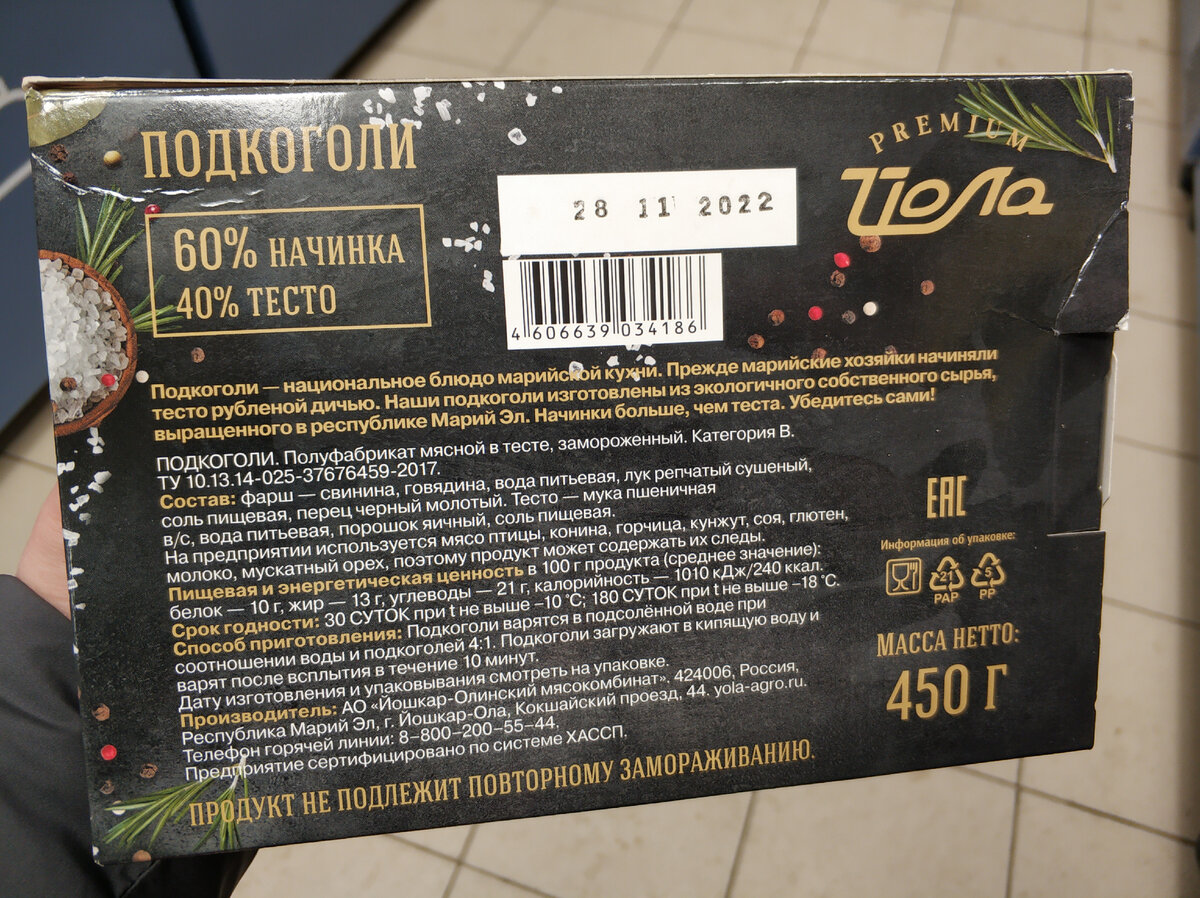 ПОДКОГОЛИ
60% НАЧИНКА
40% ТЕСТО
28 11 2022
4 606639 034186
PREMIUM
Йола
Подкоголи — национальное блюдо марийской кухни. Прежде марийские хозяйки начиняли
тесто рубленой дичью. Наши подкоголи изготовлены из экологичного собственного сырья,
выращенного в республике Марий Эл. Начинки больше, чем теста. Убедитесь сами!
ПОДКОГОЛИ. Полуфабрикат мясной в тесте, замороженный. Категория В.
ТУ 10.13.14-025-37676459-2017.
Состав: фарш — свинина, говядина, вода питьевая, лук репчатый сушеный,
соль пищевая, перец черный молотый. Тесто — мука пшеничная
в/с, вода питьевая, порошок яичный, соль пищевая.
На предприятии используется мясо птицы, конина, горчица, кунжут, соя, глютен,
молоко, мускатный орех, поэтому продукт может содержать их следы.
Пищевая и энергетическая ценность в 100 г продукта (среднее значение):
белок — 10 г, жир — 13 г, углеводы — 21 г, калорийность — 1010 кДж/240 ккал.
Срок годности: 30 СУТОК при t не выше –10 °С; 180 СУТОК при t не выше –18 °С.
Способ приготовления: Подкоголи варятся в подсолённой воде при
соотношении воды и подкоголей 4:1. Подкоголи загружают в кипящую воду и
варят после всплытия в течение 10 минут.
Дату изготовления и упаковывания смотреть на упаковке.
Производитель: АО «Йошкар-Олинский мясокомбинат». 424006, Россия,
Республика Марий Эл, г. Йошкар-Ола, Кокшайский проезд, 44. yola-agro.ru.
Телефон горячей линии: 8-800-200-55-44.
Предприятие сертифицировано по системе ХАССП.
ПРОДУКТ НЕ ПОДЛЕЖИТ ПОВТОРНОМУ ЗАМОРАЖИВАНИЮ.
EAC
Информация об упаковке:
21 5
PAP PP
МАССА НЕТТО:
450 Г